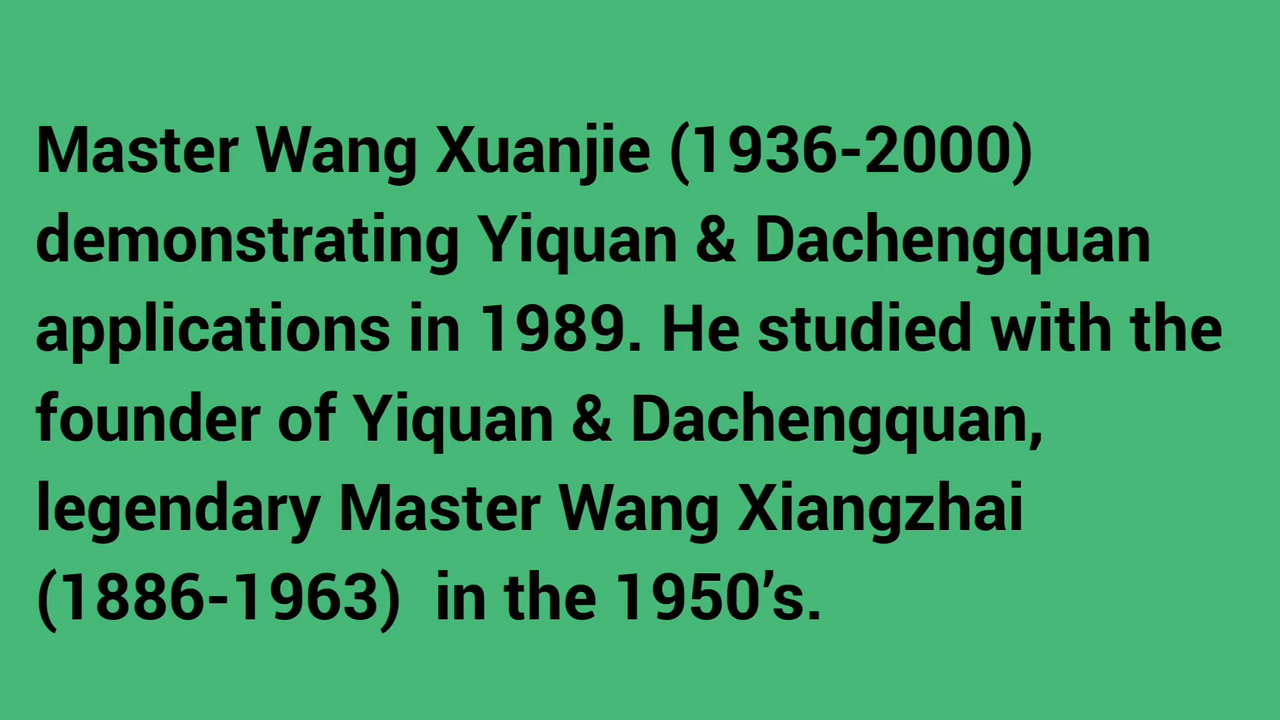 Master Wang Xuanjie (1936-2000)
demonstrating Yiquan & Dachengquan
applications in 1989. He studied with the
founder of Yiquan & Dachengquan,
legendary Master Wang Xiangzhai
(1886-1963)  in the 1950’s.